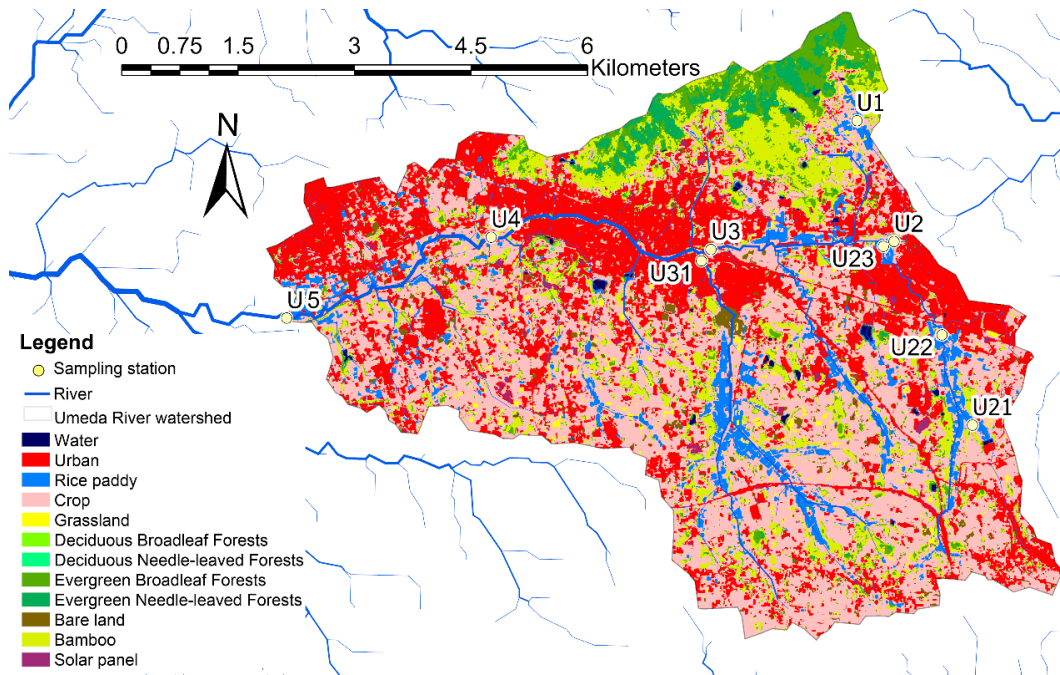 0 0.75 1.5 3 4.5 6
Kilometers
N
U1
U4
U3
U2
U23
U31
U5
U22
U21
Legend
Sampling station
River
Umeda River watershed
Water
Urban
Rice paddy
Crop
Grassland
Deciduous Broadleaf Forests
Deciduous Needle-leaved Forests
Evergreen Broadleaf Forests
Evergreen Needle-leaved Forests
Bare land
Bamboo
Solar panel